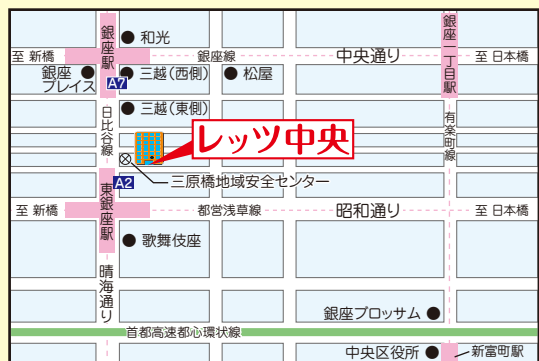 銀座駅
和光
銀座一丁目駅
至 新橋
銀座線
中央通り
至 日本橋
銀座
プレイス
A7
三越(西側)
松屋
三越(東側)
日比谷線
有楽町線
レッツ中央
三原橋地域安全センター
A2
至 新橋
東銀座駅
都営浅草線
昭和通り
至 日本橋
歌舞伎座
晴海通り
銀座ブロッサム
首都高速都心環状線
中央区役所
新富町駅